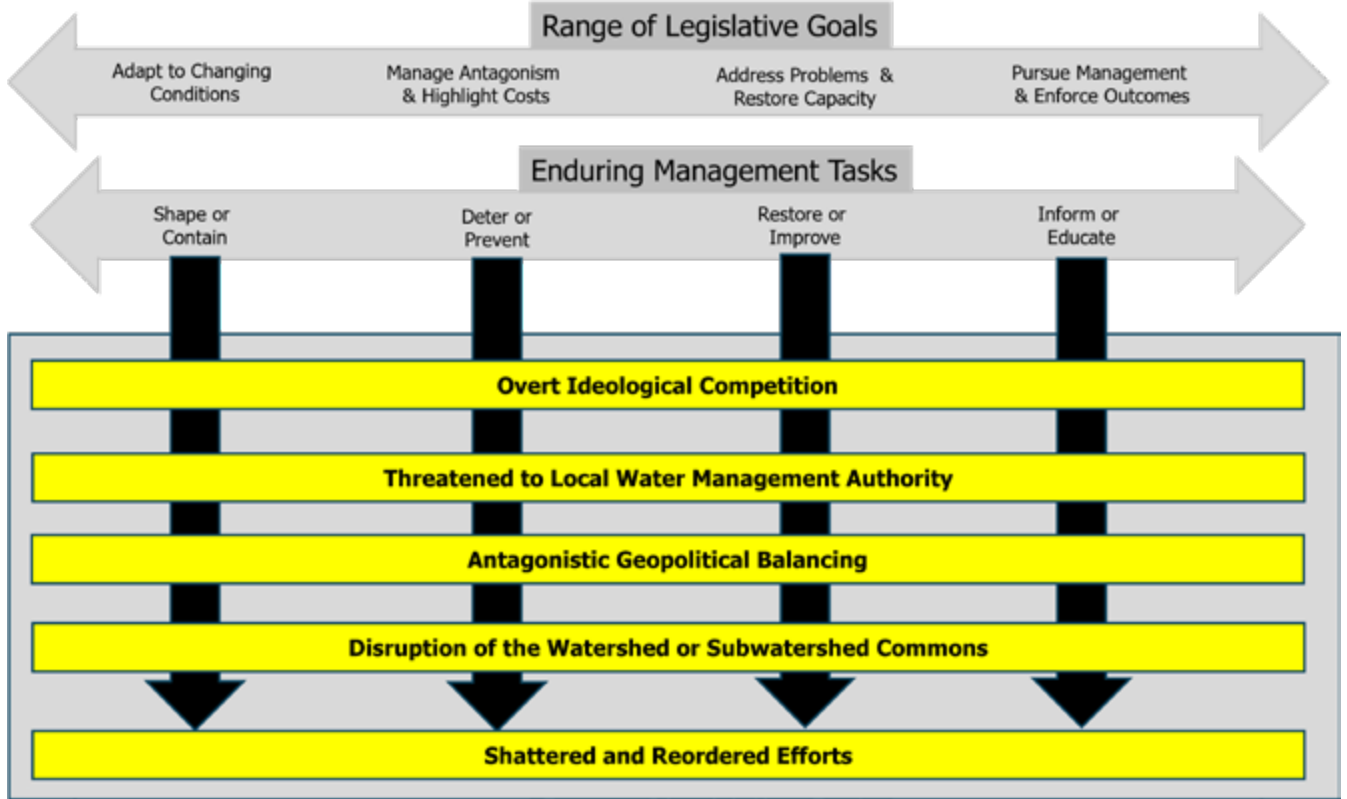 Range of Legislative Goals
Adapt to Changing
Conditions
Manage Antagonism
& Highlight Costs
Address Problems &
Restore Capacity
Pursue Management
& Enforce Outcomes
Enduring Management Tasks
Shape or
Contain
Deter or
Prevent
Restore or
Improve
Inform or
Educate
Overt Ideological Competition
Threatened to Local Water Management Authority
Antagonistic Geopolitical Balancing
Disruption of the Watershed or Subwatershed Commons
Shattered and Reordered Efforts